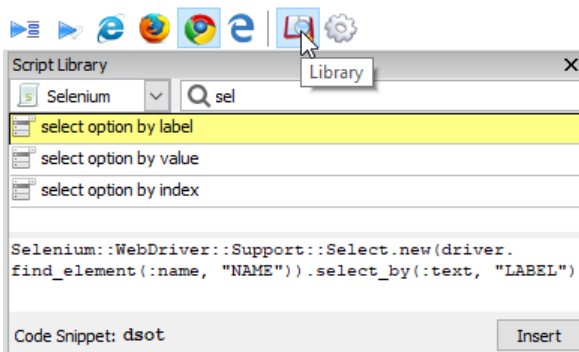 Library
Script Library
Selenium
sel
select option by label
select option by value
select option by index
Selenium::WebDriver::Support::Select.new(driver.
find_element(:name, "NAME")).select_by(:text, "LABEL")
Code Snippet: dsot
Insert